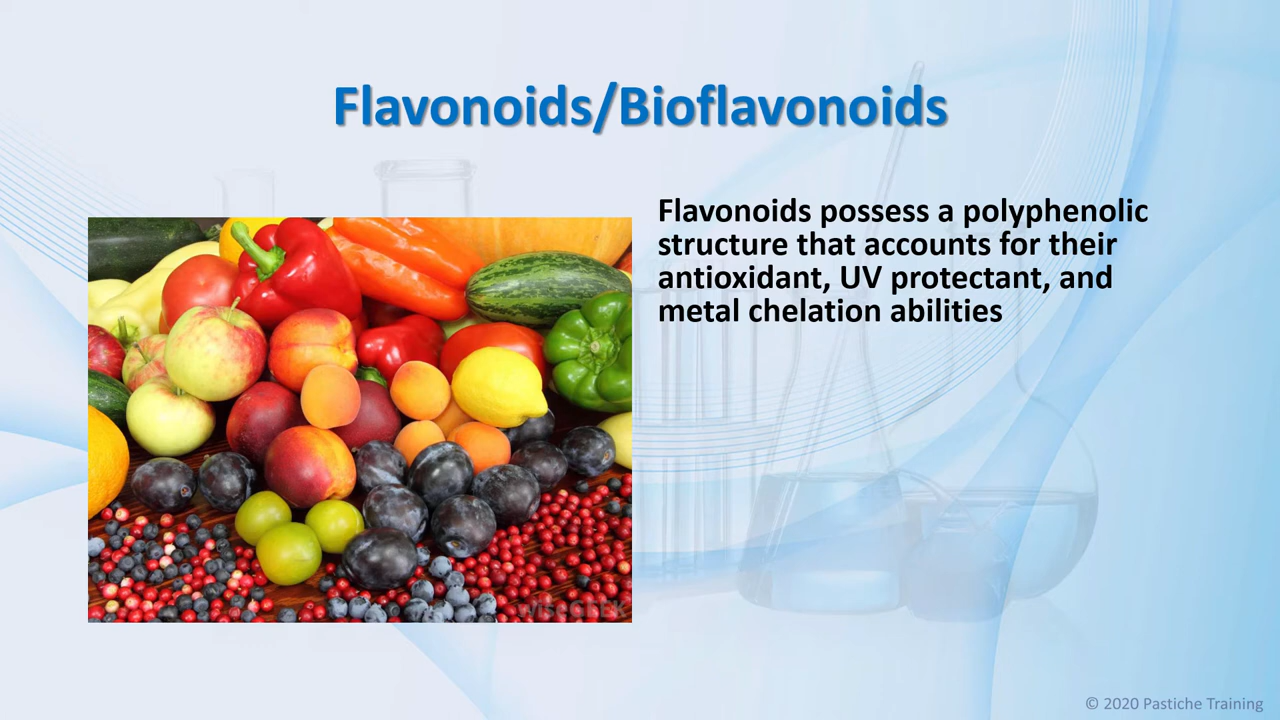 Flavonoids/Bioflavonoids
Flavonoids possess a polyphenolic
structure that accounts for their
antioxidant, UV protectant, and
metal chelation abilities
wiseGEEK
© 2020 Pastiche Training